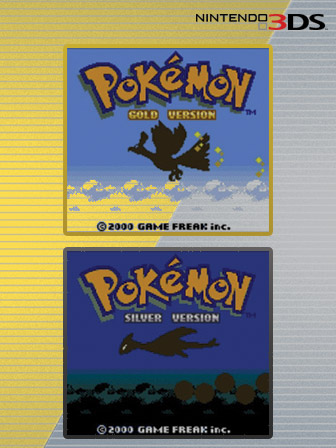 NINTENDO 3DS
POKéMON
TM
GOLD VERSION
©2000 GAME FREAK inc.
POKéMON
TM
SILVER VERSION
©2000 GAME FREAK inc.